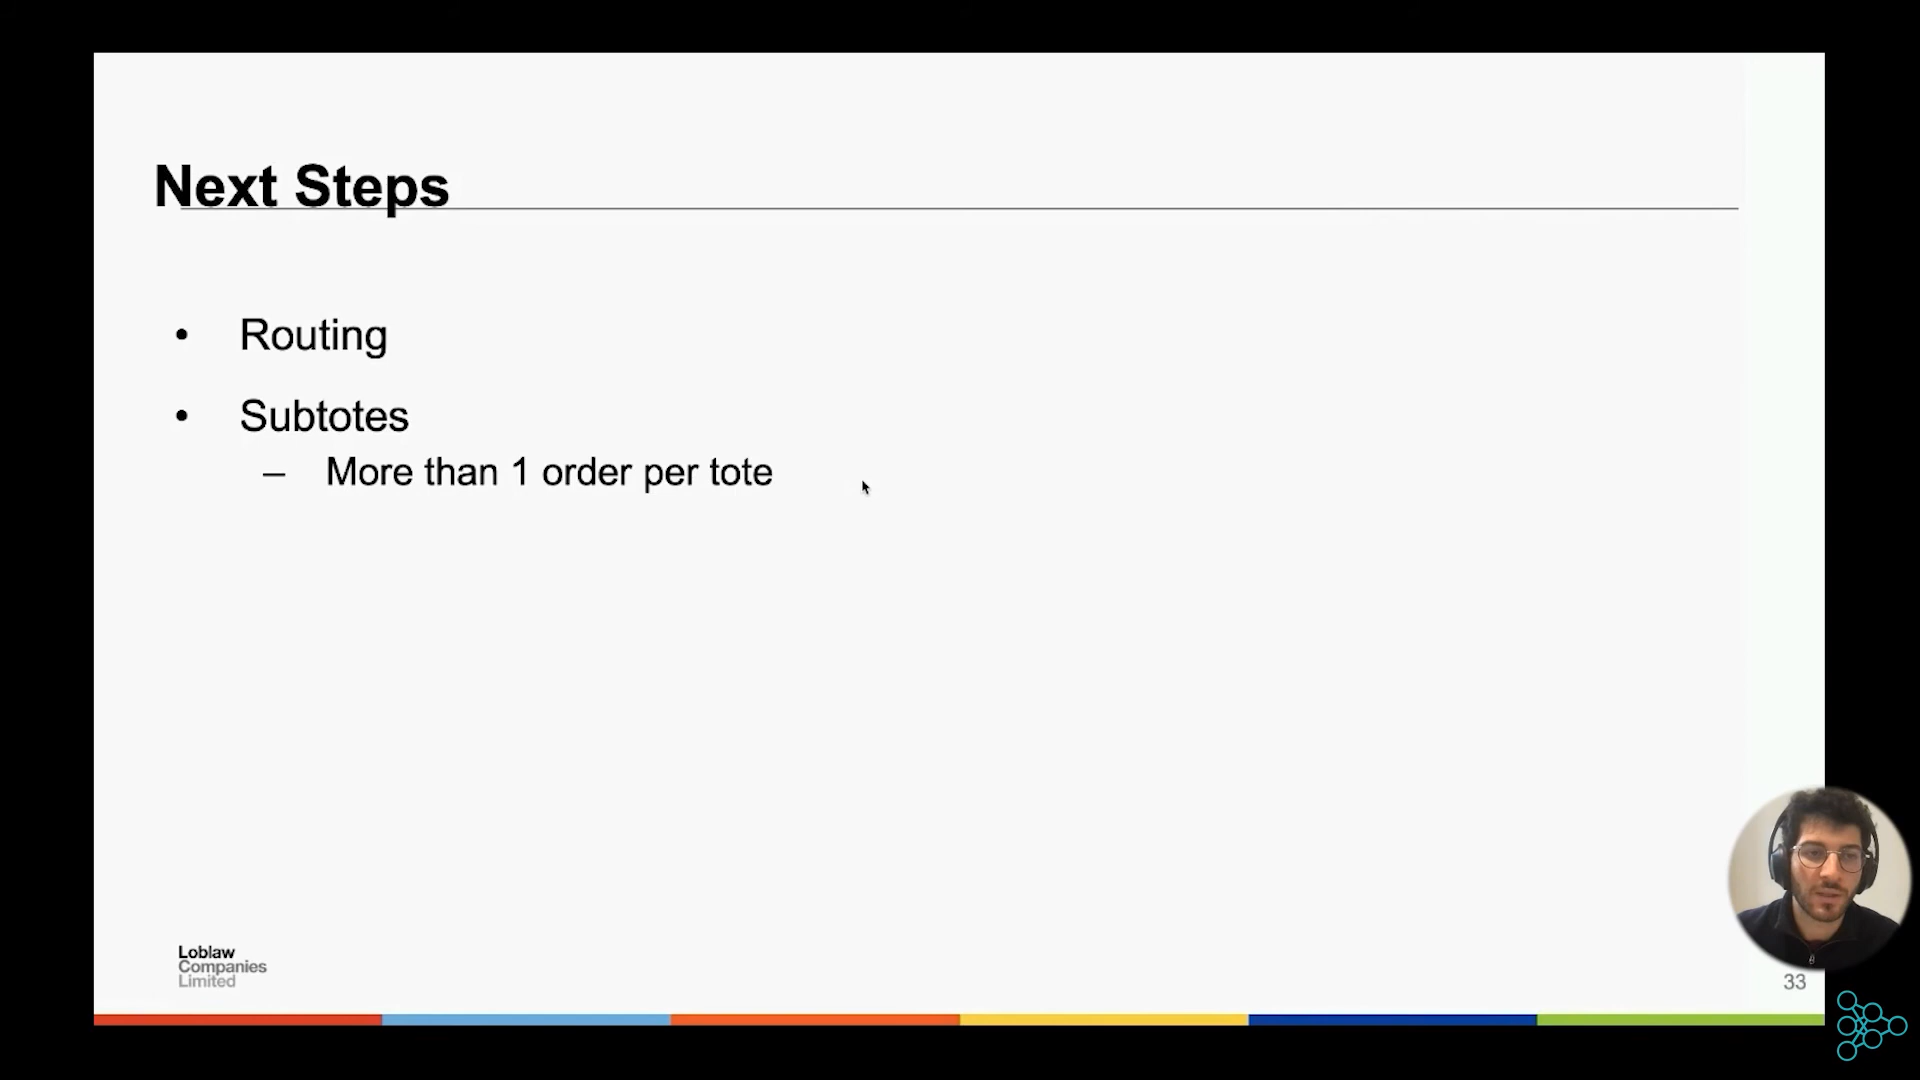 Next Steps
• Routing
• Subtotes
– More than 1 order per tote
Loblaw
Companies
Limited
33